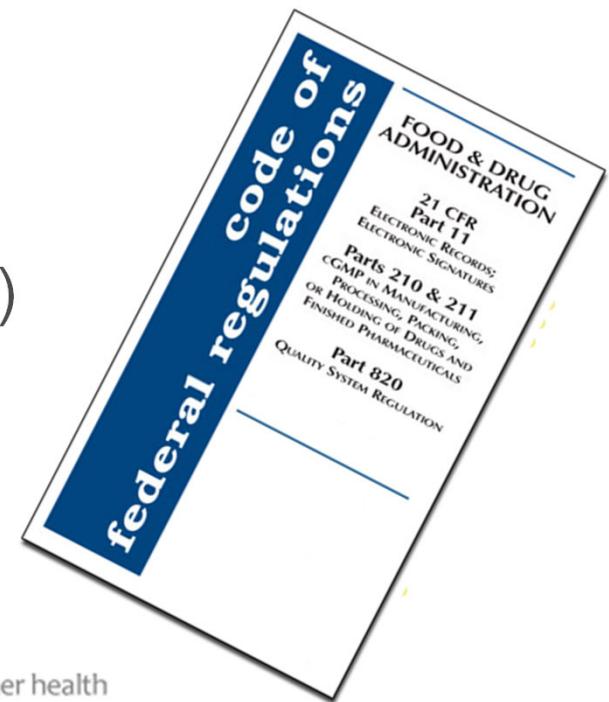 code of
federal regulations
FOOD & DRUG
ADMINISTRATION
21 CFR
Part 11
ELECTRONIC RECORDS;
ELECTRONIC SIGNATURES
Parts 210 & 211
cGMP IN MANUFACTURING,
PROCESSING, PACKING,
OR HOLDING OF DRUGS AND
FINISHED PHARMACEUTICALS
Part 820
QUALITY SYSTEM REGULATION
)
health